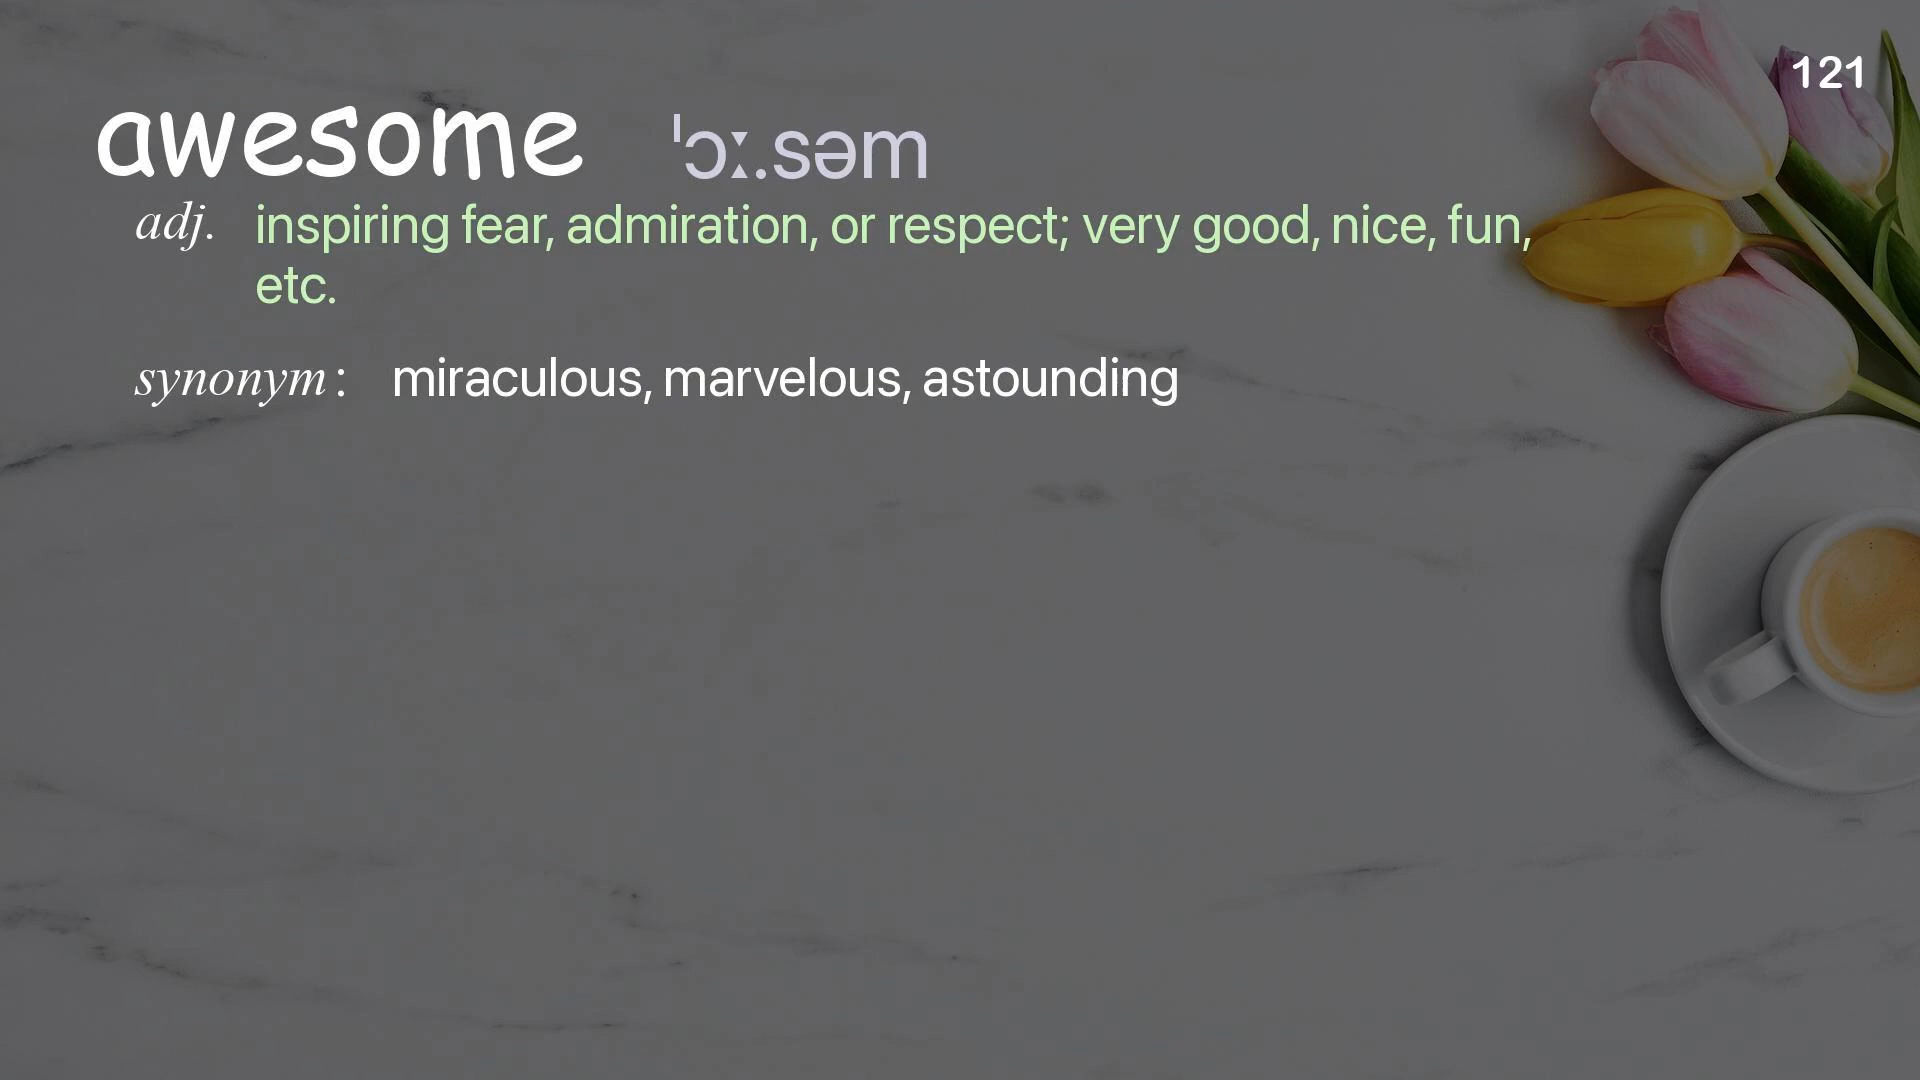 121
awesome ˈɔː.səm
adj. inspiring fear, admiration, or respect; very good, nice, fun,
etc.
synonym : miraculous, marvelous, astounding